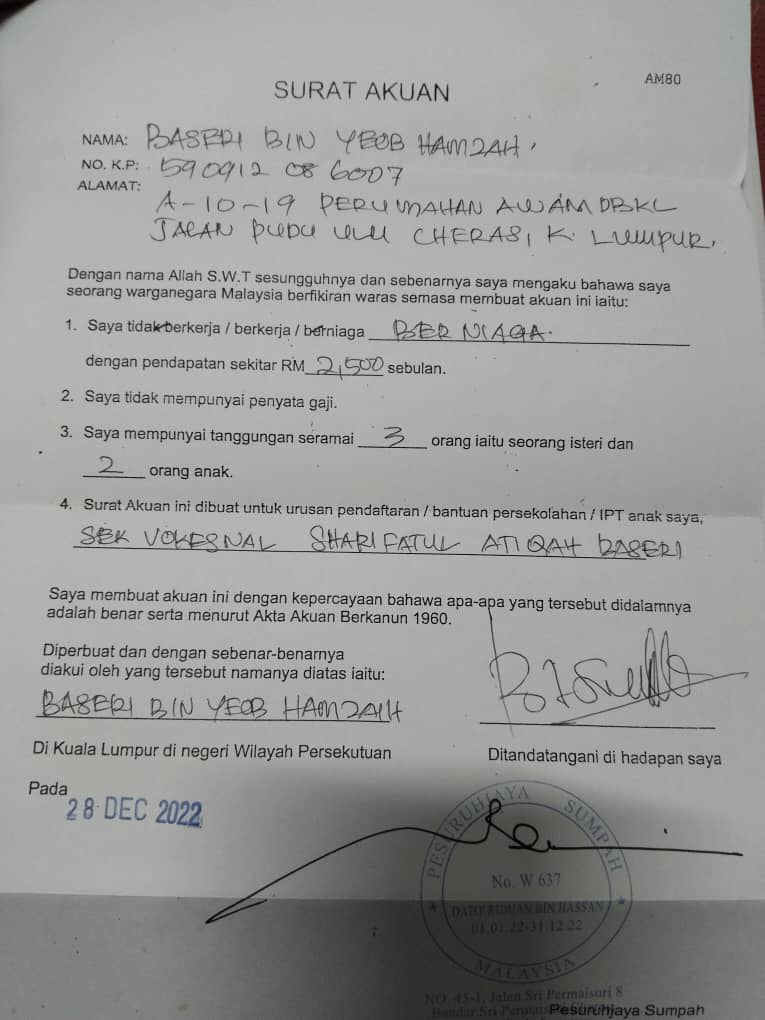 AM80
SURAT AKUAN
NAMA: BASERI BIN YEOB HAMZAH.
NO. K.P: 590912 08 6007
ALAMAT:
A-10-19 PERUMAHAN AWAM DBKL
JALAN PUDU ULU CHERAS, K. LUMPUR.
Dengan nama Allah S.W.T sesungguhnya dan sebenarnya saya mengaku bahawa saya
seorang warganegara Malaysia berfikiran waras semasa membuat akuan ini iaitu:
1. Saya tidak berkerja / berkerja / berniaga BERNIAGA.
dengan pendapatan sekitar RM 2,500 sebulan.
2. Saya tidak mempunyai penyata gaji.
3. Saya mempunyai tanggungan seramai 3 orang iaitu seorang isteri dan
2 orang anak.
4. Surat Akuan ini dibuat untuk urusan pendaftaran / bantuan persekolahan / IPT anak saya,
SEK VOKESNAL SHARIFATUL ATIQAH BASERI
Saya membuat akuan ini dengan kepercayaan bahawa apa-apa yang tersebut didalamnya
adalah benar serta menurut Akta Akuan Berkanun 1960.
Diperbuat dan dengan sebenar-benarnya
diakui oleh yang tersebut namanya diatas iaitu:
BASERI BIN YEOB HAMZAH
Di Kuala Lumpur di negeri Wilayah Persekutuan
Ditandatangani di hadapan saya
Pada
28 DEC 2022
PESURUHJAYA SUMPAH
No. W 637
DATO' RIDUAN BIN HASSAN
01.01.22-31.12.22
MALAYSIA
NO. 45-1, Jalan Sri Permaisuri 8
Bandar Sri
Pesuruhjaya Sumpah